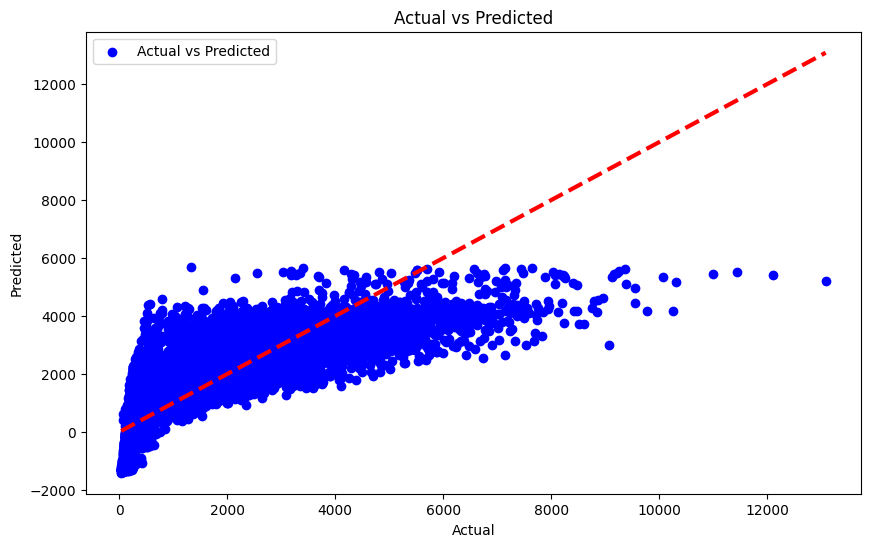 Actual vs Predicted
Actual vs Predicted
12000
10000
8000
6000
4000
2000
0
−2000
Predicted
0 2000 4000 6000 8000 10000 12000
Actual